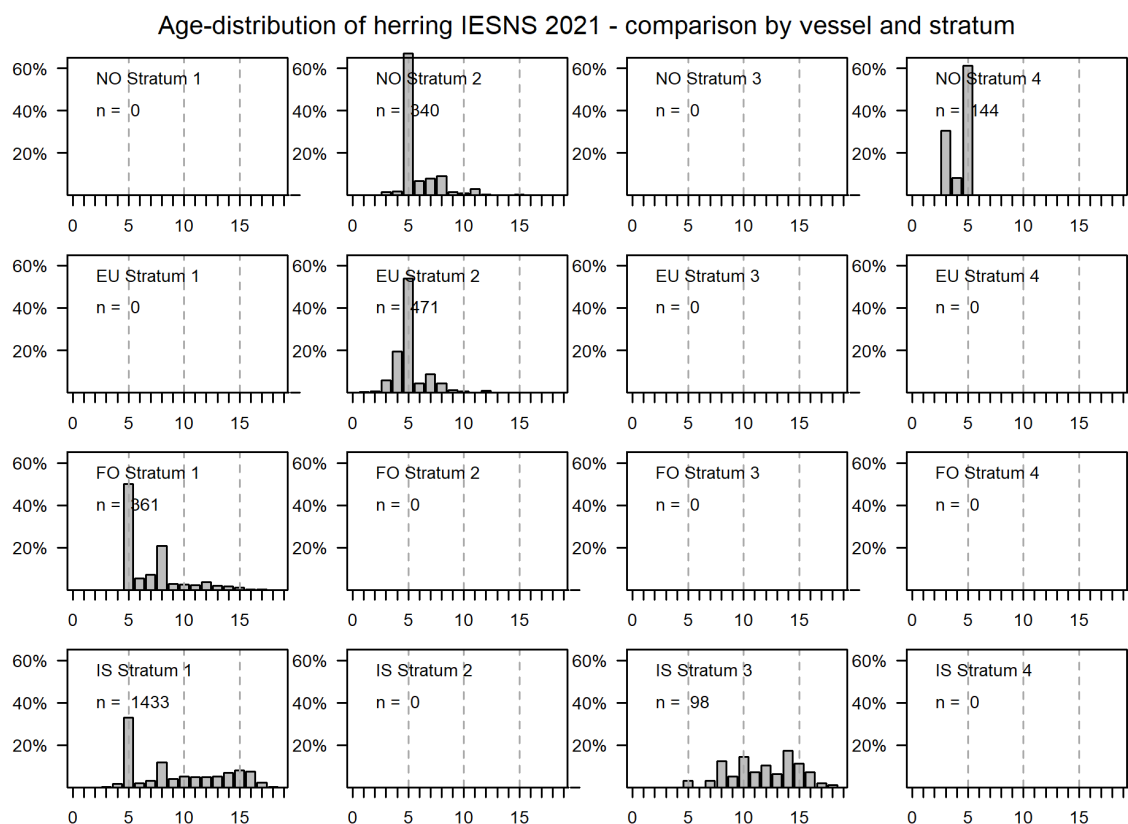 Age-distribution of herring IESNS 2021 - comparison by vessel and stratum
60% 60% 60% 60%
NO Stratum 1 NO Stratum 2 NO Stratum 3 NO Stratum 4
40% 40% 40% 40%
n = 0 n = 340 n = 0 n = 144
20% 20% 20% 20%
0 5 10 15 0 5 10 15 0 5 10 15 0 5 10 15
60% 60% 60% 60%
EU Stratum 1 EU Stratum 2 EU Stratum 3 EU Stratum 4
40% 40% 40% 40%
n = 0 n = 471 n = 0 n = 0
20% 20% 20% 20%
0 5 10 15 0 5 10 15 0 5 10 15 0 5 10 15
60% 60% 60% 60%
FO Stratum 1 FO Stratum 2 FO Stratum 3 FO Stratum 4
40% 40% 40% 40%
n = 361 n = 0 n = 0 n = 0
20% 20% 20% 20%
0 5 10 15 0 5 10 15 0 5 10 15 0 5 10 15
60% 60% 60% 60%
IS Stratum 1 IS Stratum 2 IS Stratum 3 IS Stratum 4
40% 40% 40% 40%
n = 1433 n = 0 n = 98 n = 0
20% 20% 20% 20%
0 5 10 15 0 5 10 15 0 5 10 15 0 5 10 15